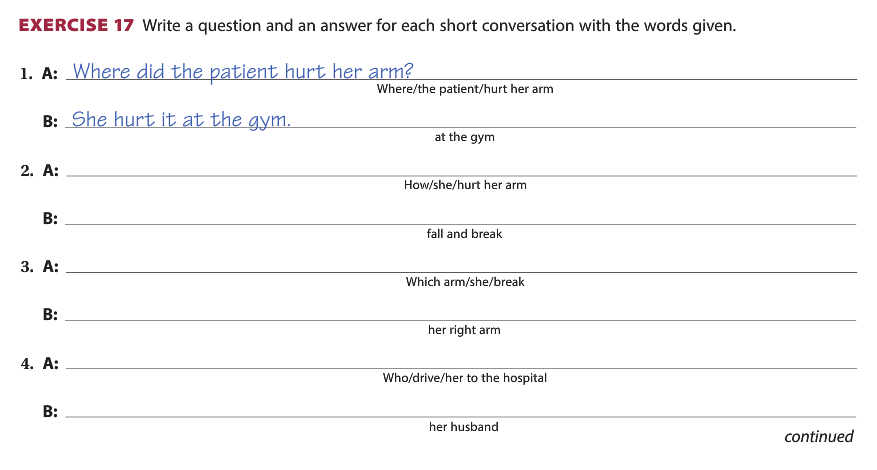 EXERCISE 17 Write a question and an answer for each short conversation with the words given.
1. A: Where did the patient hurt her arm?
Where/the patient/hurt her arm
B: She hurt it at the gym.
at the gym
2. A:
How/she/hurt her arm
B:
fall and break
3. A:
Which arm/she/break
B:
her right arm
4. A:
Who/drive/her to the hospital
B:
her husband
continued